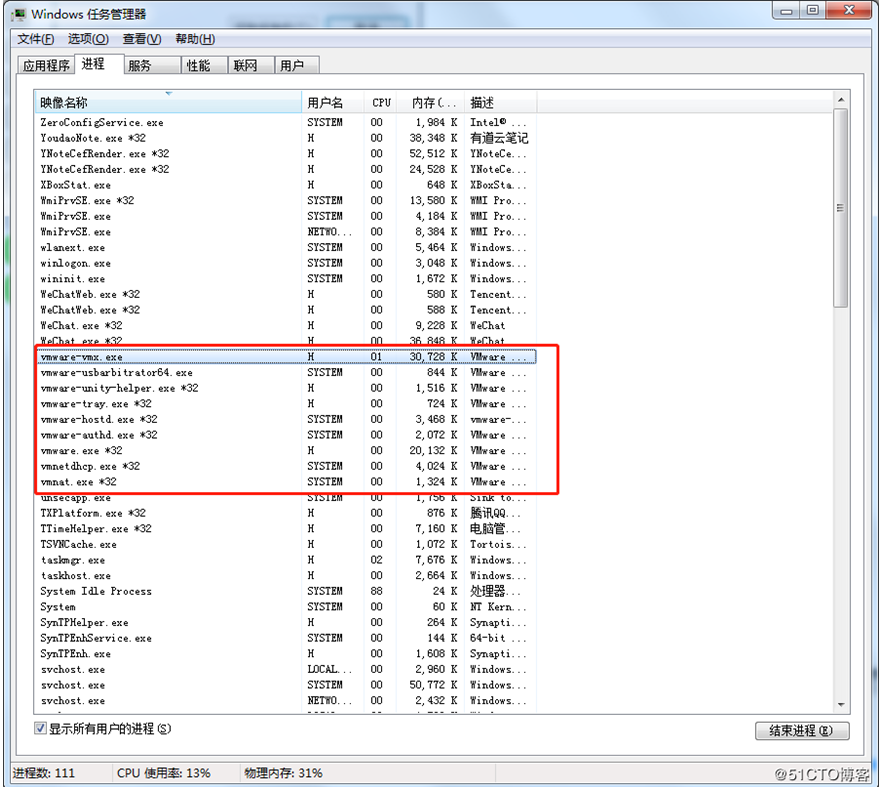 Windows 任务管理器
文件(F) 选项(O) 查看(V) 帮助(H)
应用程序 进程 服务 性能 联网 用户
映像名称 用户名 CPU 内存(... 描述
ZeroConfigService.exe SYSTEM 00 1,984 K Intel® ...
YoudaoNote.exe *32 H 00 38,348 K 有道云笔记
YNoteCefRender.exe *32 H 00 52,512 K YNoteCe...
YNoteCefRender.exe *32 H 00 24,528 K YNoteCe...
XBoxStat.exe H 00 648 K XBoxSta...
WmiPrvSE.exe *32 SYSTEM 00 13,580 K WMI Pro...
WmiPrvSE.exe SYSTEM 00 4,184 K WMI Pro...
WmiPrvSE.exe NETWO... 00 8,384 K WMI Pro...
wlanext.exe SYSTEM 00 5,464 K Windows...
winlogon.exe SYSTEM 00 3,048 K Windows...
wininit.exe SYSTEM 00 1,672 K Windows...
WeChatWeb.exe *32 H 00 580 K Tencent...
WeChatWeb.exe *32 H 00 588 K Tencent...
WeChat.exe *32 H 00 9,228 K WeChat
WeChat.exe *32 H 00 36,848 K WeChat
vmware-vmx.exe H 01 30,728 K VMware ...
vmware-usbarbitrator64.exe SYSTEM 00 844 K VMware ...
vmware-unity-helper.exe *32 H 00 1,516 K VMware ...
vmware-tray.exe *32 H 00 724 K VMware ...
vmware-hostd.exe *32 SYSTEM 00 3,468 K vmware-...
vmware-authd.exe *32 SYSTEM 00 2,072 K VMware ...
vmware.exe *32 H 00 20,132 K VMware ...
vmnetdhcp.exe *32 SYSTEM 00 4,024 K VMware ...
vmnat.exe *32 SYSTEM 00 1,324 K VMware ...
unsecapp.exe SYSTEM 00 1,756 K Sink to...
TXPlatform.exe *32 H 00 876 K 腾讯QQ...
TTimeHelper.exe *32 H 00 7,160 K 电脑管...
TSVNCache.exe H 00 1,072 K Tortois...
taskmgr.exe H 02 7,676 K Windows...
taskhost.exe H 00 2,664 K Windows...
System Idle Process SYSTEM 88 24 K 处理器...
System SYSTEM 00 60 K NT Kern...
SynTPHelper.exe H 00 264 K Synapti...
SynTPEnhService.exe SYSTEM 00 144 K 64-bit ...
SynTPEnh.exe H 00 1,608 K Synapti...
svchost.exe LOCAL... 00 2,960 K Windows...
svchost.exe SYSTEM 00 50,772 K Windows...
svchost.exe NETWO... 00 2,432 K Windows...
显示所有用户的进程(S) 结束进程(E)
进程数: 111 CPU 使用率: 13% 物理内存: 31%
@51CTO博客